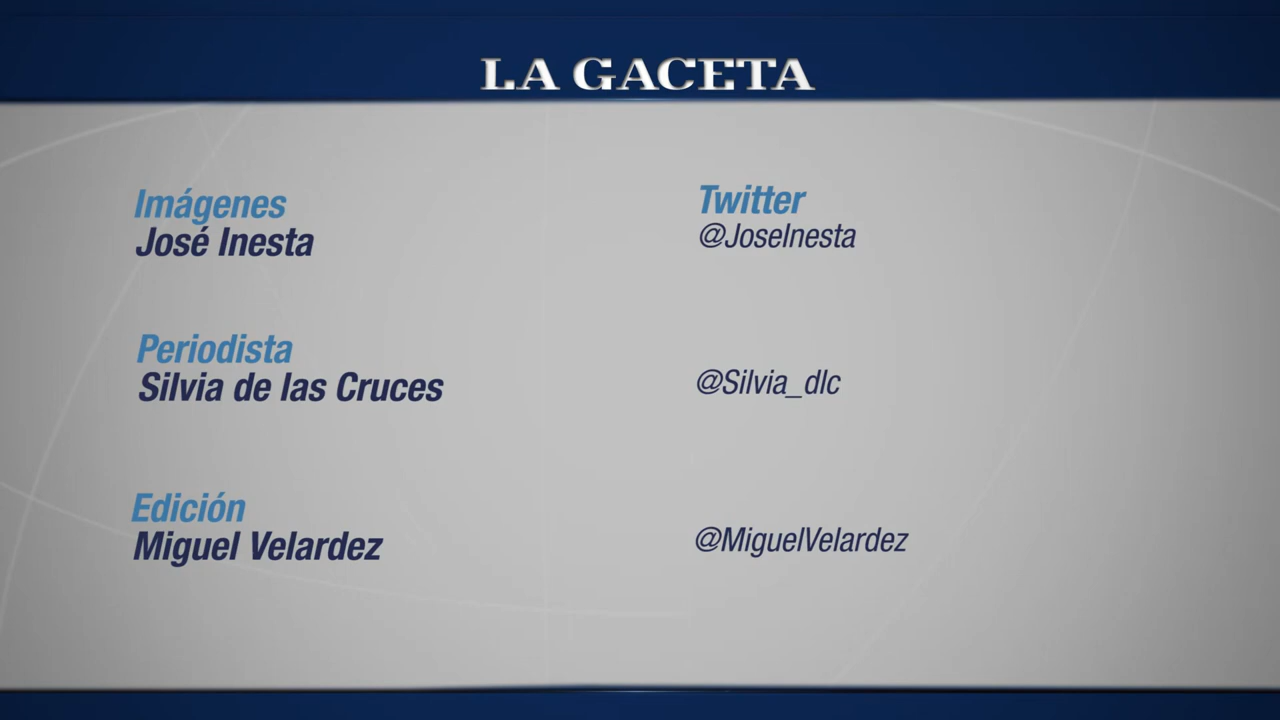 LA GACETA
Imágenes
José Inesta
Twitter
@JoseInesta
Periodista
Silvia de las Cruces
@Silvia_dlc
Edición
Miguel Velardez
@MiguelVelardez